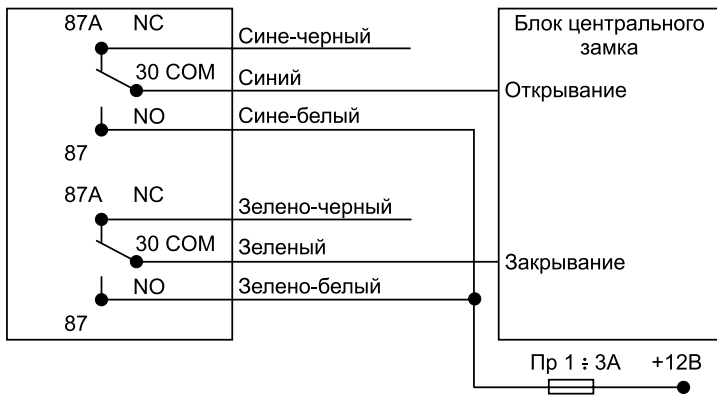 87A NC
Сине-черный
30 COM
Синий
NO
Сине-белый
87
87A NC
Зелено-черный
30 COM
Зеленый
NO
Зелено-белый
87
Блок центрального
замка
Открывание
Закрывание
Пр 1 ÷ 3А +12В